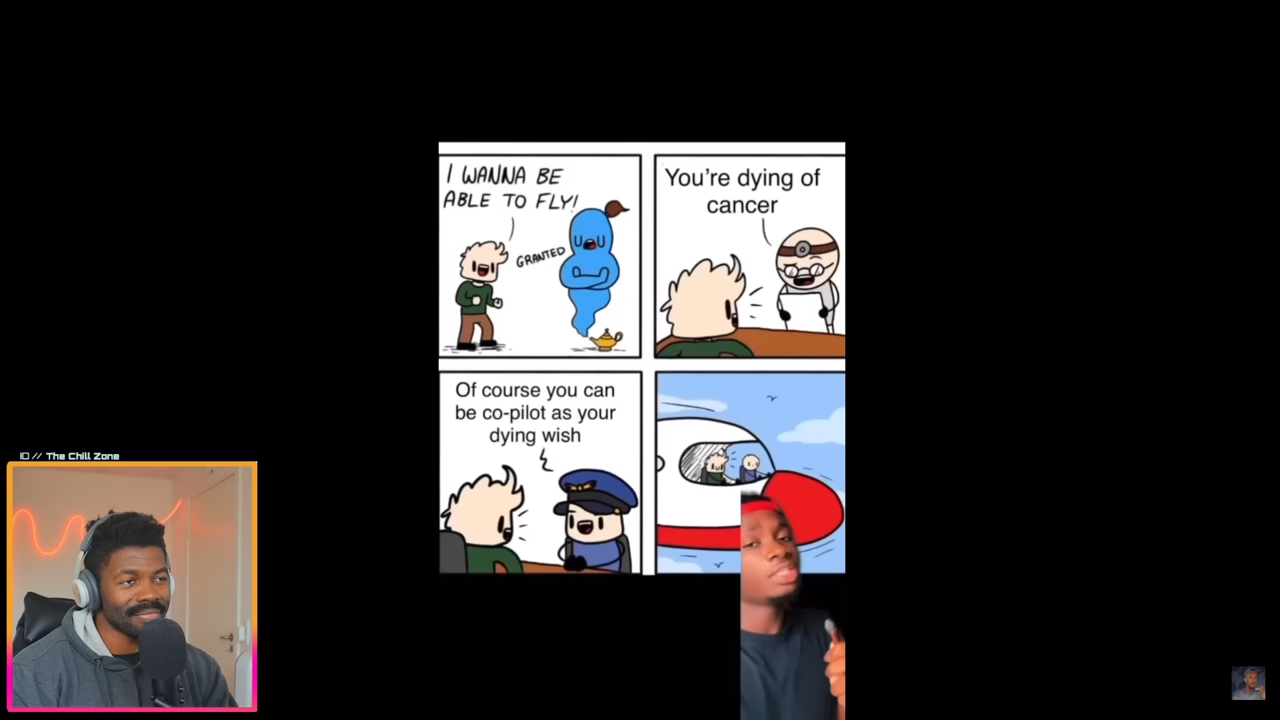 I WANNA BE
ABLE TO FLY!
GRANTED
You're dying of
cancer
Of course you can
be co-pilot as your
dying wish
ID // The Chill Zone